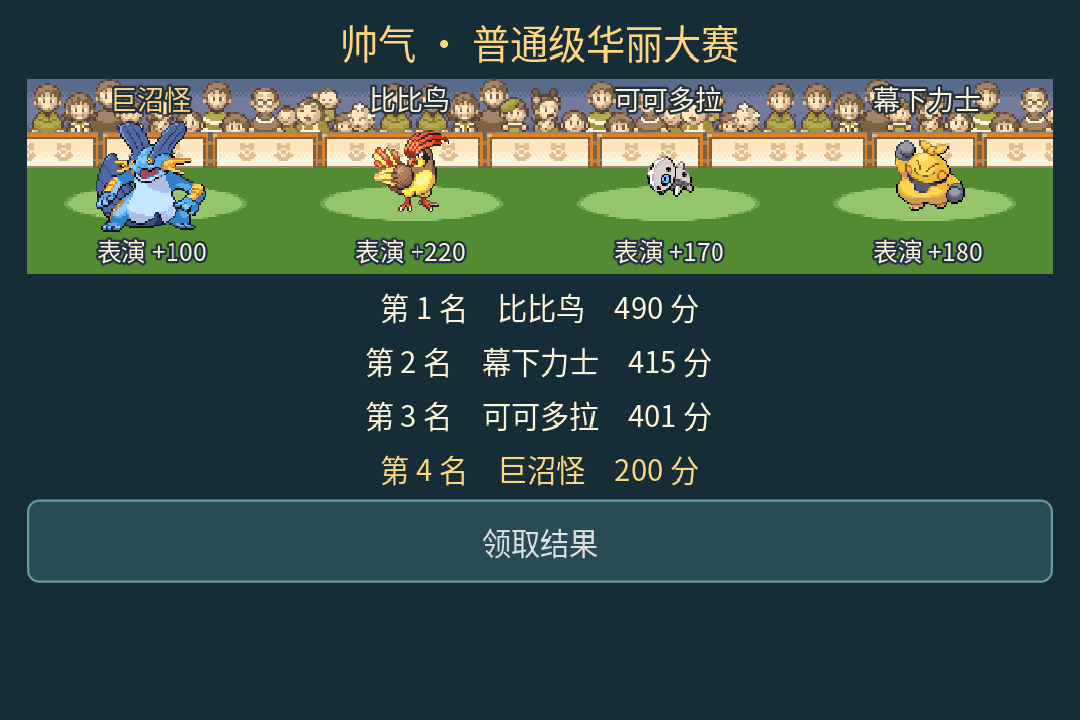 帅气 · 普通级华丽大赛
巨沼怪 比比鸟 可可多拉 幕下力士
表演 +100 表演 +220 表演 +170 表演 +180
第 1 名 比比鸟 490 分
第 2 名 幕下力士 415 分
第 3 名 可可多拉 401 分
第 4 名 巨沼怪 200 分
领取结果